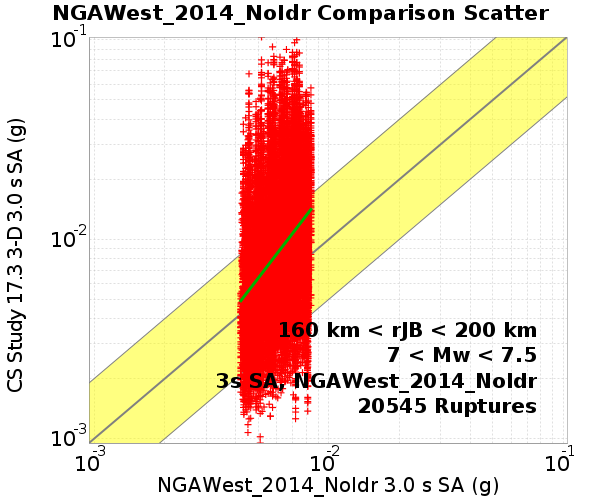 NGAWest_2014_NoIdr Comparison Scatter
10-1
10-2
10-3
CS Study 17.3 3-D 3.0 s SA (g)
160 km < rJB < 200 km
7 < Mw < 7.5
3s SA, NGAWest_2014_NoIdr
20545 Ruptures
10-3 10-2 10-1
NGAWest_2014_NoIdr 3.0 s SA (g)